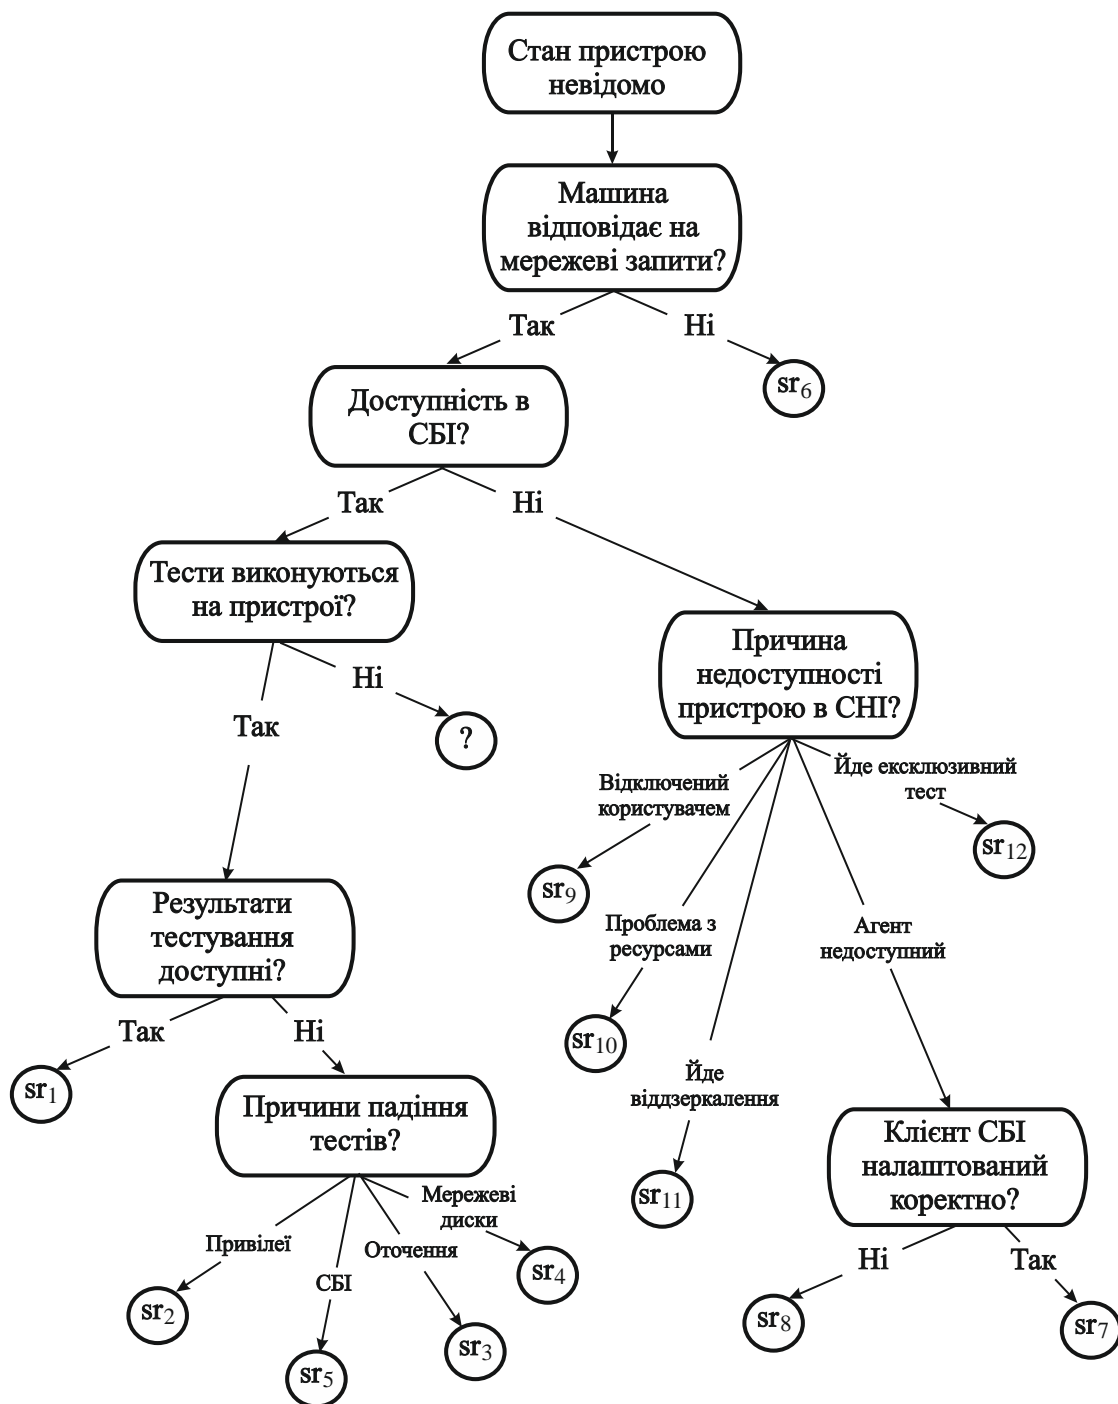 Стан пристрою
невідомо
Машина
відповідає на
мережеві запити?
Так
Ні
sr6
Доступність в
СБІ?
Так
Ні
Тести виконуються
на пристрої?
Причина
недоступності
пристрою в СНІ?
Ні
Так
?
Відключений
користувачем
Йде ексклюзивний
тест
sr12
sr9
Результати
тестування
доступні?
Проблема з
ресурсами
Агент
недоступний
Так
Ні
sr10
sr1
Йде
віддзеркалення
Причини падіння
тестів?
Клієнт СБІ
налаштований
коректно?
sr11
Привілеї
СБІ
Оточення
Мережеві
диски
Ні
Так
sr4
sr2
sr3
sr5
sr8
sr7